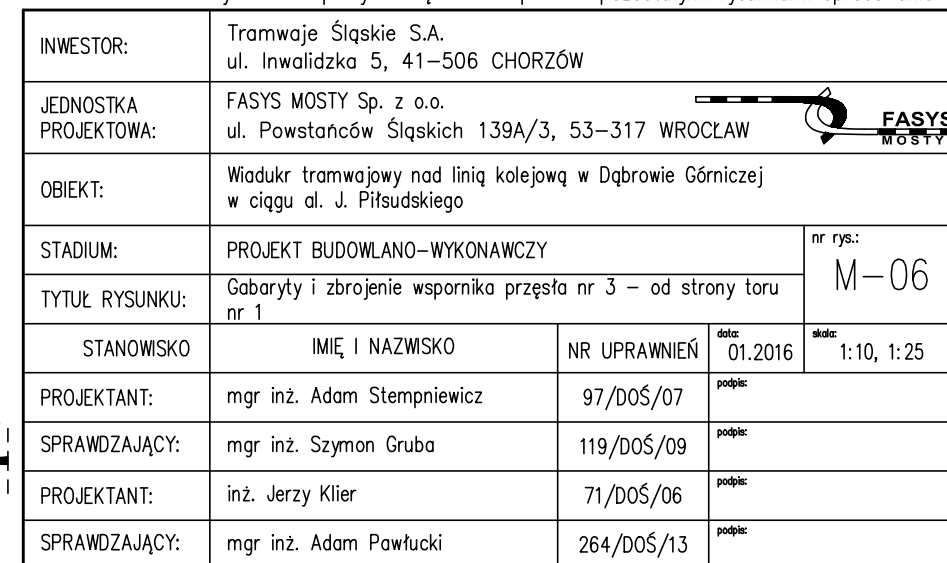 INWESTOR: Tramwaje Śląskie S.A.
ul. Inwalidzka 5, 41-506 CHORZÓW
JEDNOSTKA PROJEKTOWA: FASYS MOSTY Sp. z o.o.
ul. Powstańców Śląskich 139A/3, 53-317 WROCŁAW
FASYS
MOSTY
OBIEKT: Wiadukr tramwajowy nad linią kolejową w Dąbrowie Górniczej
w ciągu al. J. Piłsudskiego
STADIUM: PROJEKT BUDOWLANO-WYKONAWCZY
nr rys.:
M-06
TYTUŁ RYSUNKU: Gabaryty i zbrojenie wspornika przęsła nr 3 - od strony toru
nr 1
STANOWISKO IMIĘ I NAZWISKO NR UPRAWNIEŃ data: 01.2016 skala: 1:10, 1:25
PROJEKTANT: mgr inż. Adam Stempniewicz 97/DOŚ/07 podpis:
SPRAWDZAJĄCY: mgr inż. Szymon Gruba 119/DOŚ/09 podpis:
PROJEKTANT: inż. Jerzy Klier 71/DOŚ/06 podpis:
SPRAWDZAJĄCY: mgr inż. Adam Pawłucki 264/DOŚ/13 podpis: